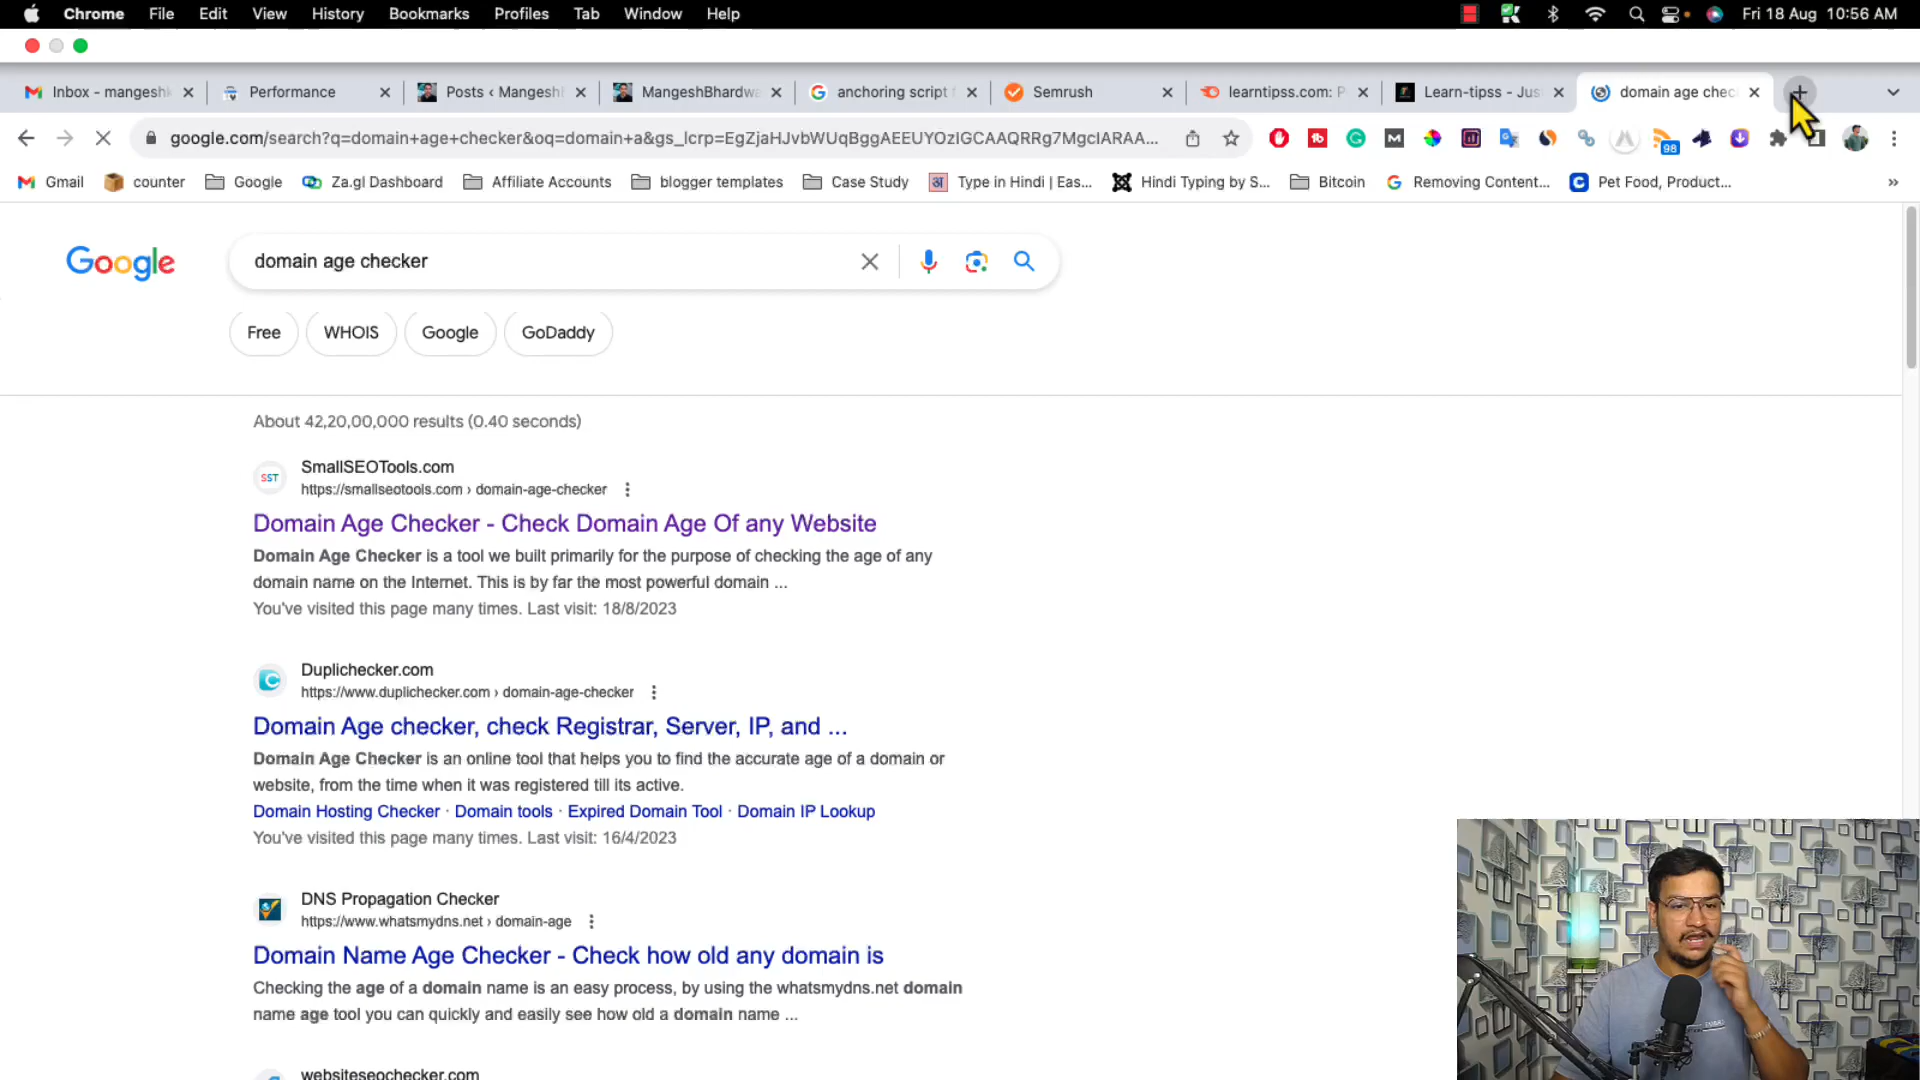 Chrome File Edit View History Bookmarks Profiles Tab Window Help Fri 18 Aug 10:56 AM
Inbox - mangeshk Performance Posts ‹ Mangesh MangeshBhardwa anchoring script f Semrush learntipss.com: P Learn-tipss - Jus domain age chec
google.com/search?q=domain+age+checker&oq=domain+a&gs_lcrp=EgZjaHJvbWUqBggAEEUYOzIGCAAQRRg7MgcIARAA...
98
Gmail counter Google Za.gl Dashboard Affiliate Accounts blogger templates Case Study अ Type in Hindi | Eas... Hindi Typing by S... Bitcoin Removing Content... Pet Food, Product... »
Google domain age checker
Free WHOIS Google GoDaddy
About 42,20,00,000 results (0.40 seconds)
SmallSEOTools.com
SST https://smallseotools.com › domain-age-checker
Domain Age Checker - Check Domain Age Of any Website
Domain Age Checker is a tool we built primarily for the purpose of checking the age of any
domain name on the Internet. This is by far the most powerful domain ...
You've visited this page many times. Last visit: 18/8/2023
Duplichecker.com
https://www.duplichecker.com › domain-age-checker
Domain Age checker, check Registrar, Server, IP, and ...
Domain Age Checker is an online tool that helps you to find the accurate age of a domain or
website, from the time when it was registered till its active.
Domain Hosting Checker · Domain tools · Expired Domain Tool · Domain IP Lookup
You've visited this page many times. Last visit: 16/4/2023
DNS Propagation Checker
https://www.whatsmydns.net › domain-age
Domain Name Age Checker - Check how old any domain is
Checking the age of a domain name is an easy process, by using the whatsmydns.net domain
name age tool you can quickly and easily see how old a domain name ...
websiteseochecker.com